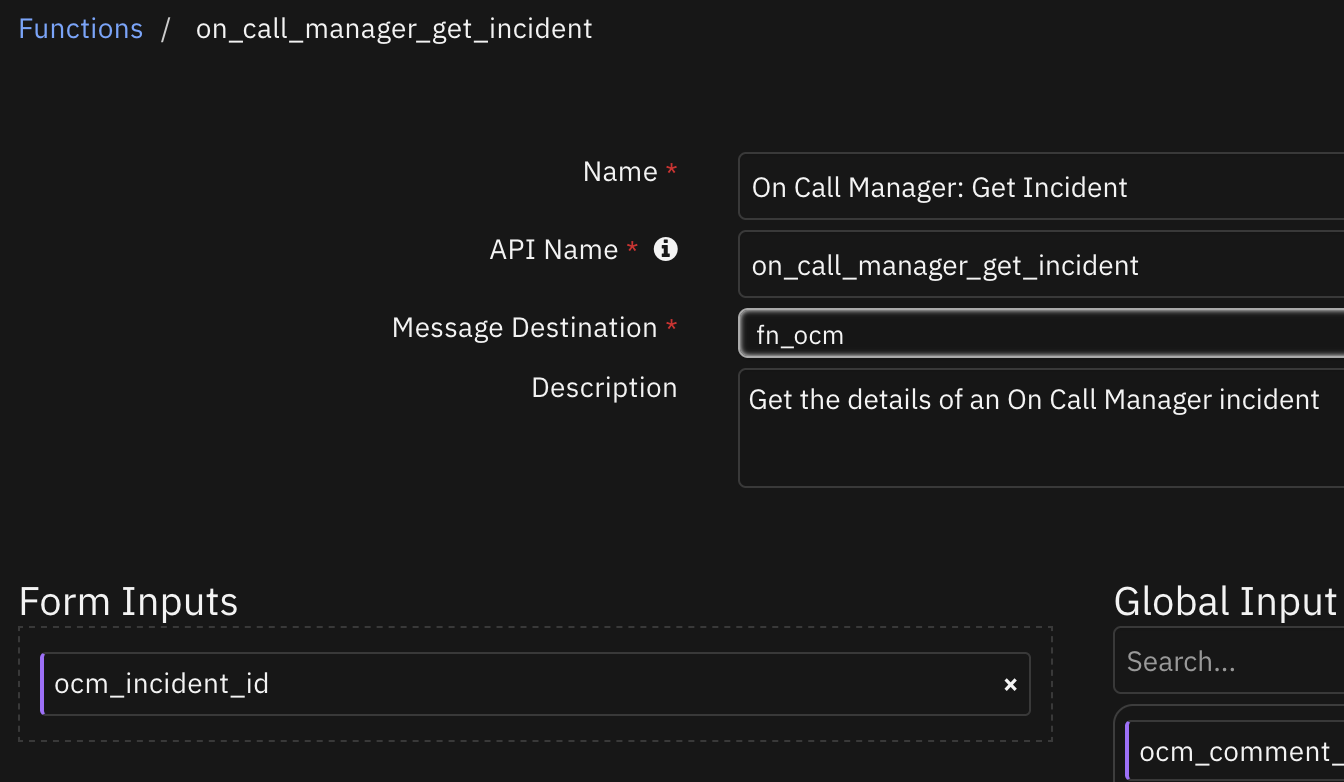 Functions / on_call_manager_get_incident
Name *
On Call Manager: Get Incident
API Name *
on_call_manager_get_incident
Message Destination *
fn_ocm
Description
Get the details of an On Call Manager incident
Form Inputs
ocm_incident_id
Global Input
Search...
ocm_comment_